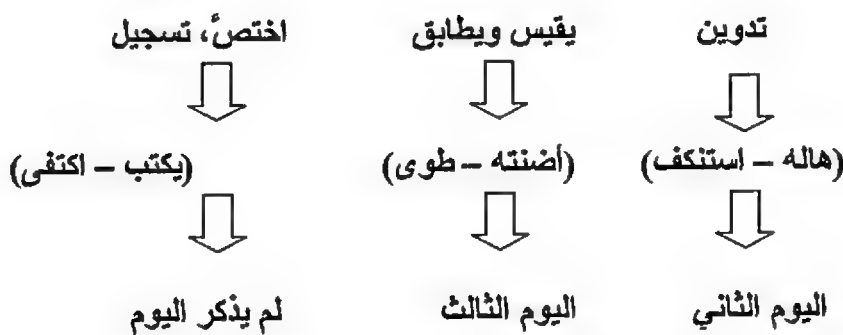 تدوين
يقيس ويطابق
اختصَّ، تسجيل
(هاله – استنكف)
(أضنته – طوى)
(يكتب – اكتفى)
اليوم الثاني
اليوم الثالث
لم يذكر اليوم